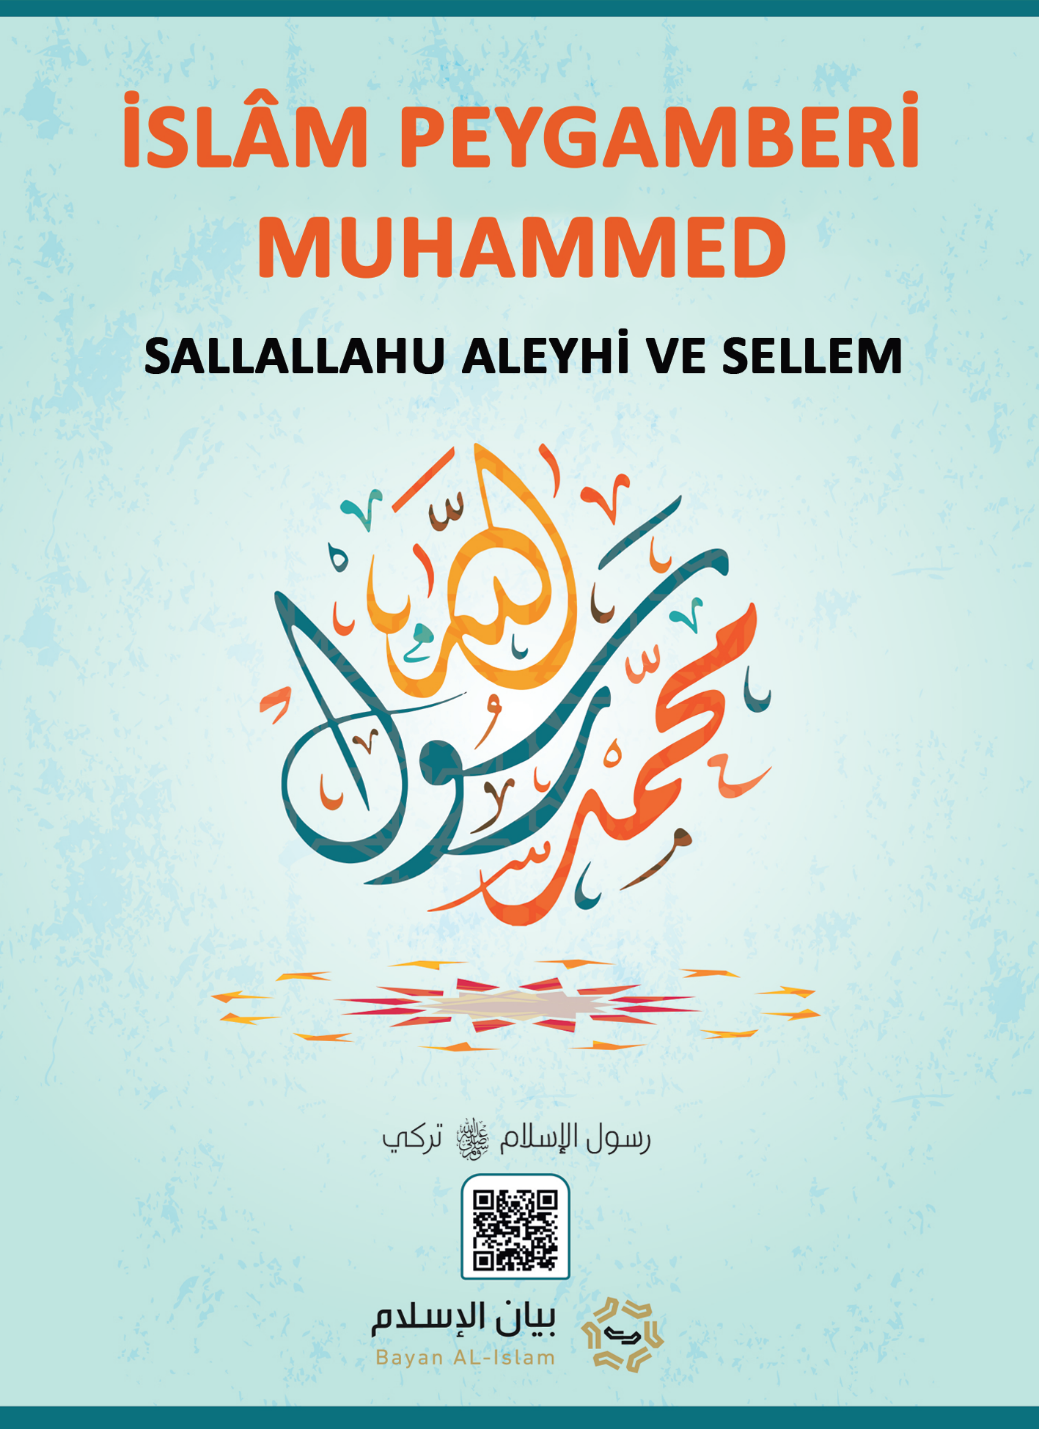 İSLÂM PEYGAMBERİ
MUHAMMED
SALLALLAHU ALEYHİ VE SELLEM
محمد رسول الله
رسول الإسلام ﷺ تركي
بيان الإسلام
Bayan AL-Islam